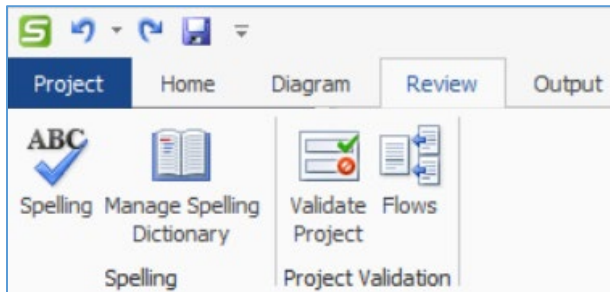 S
Project Home Diagram Review Output
ABC
Spelling Manage Spelling Dictionary Validate Project Flows
Spelling Project Validation